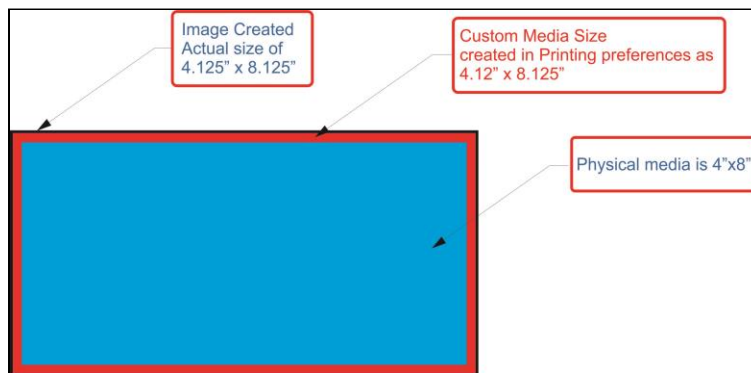 Image Created
Actual size of
4.125” x 8.125”
Custom Media Size
created in Printing preferences as
4.12” x 8.125”
Physical media is 4”x8”